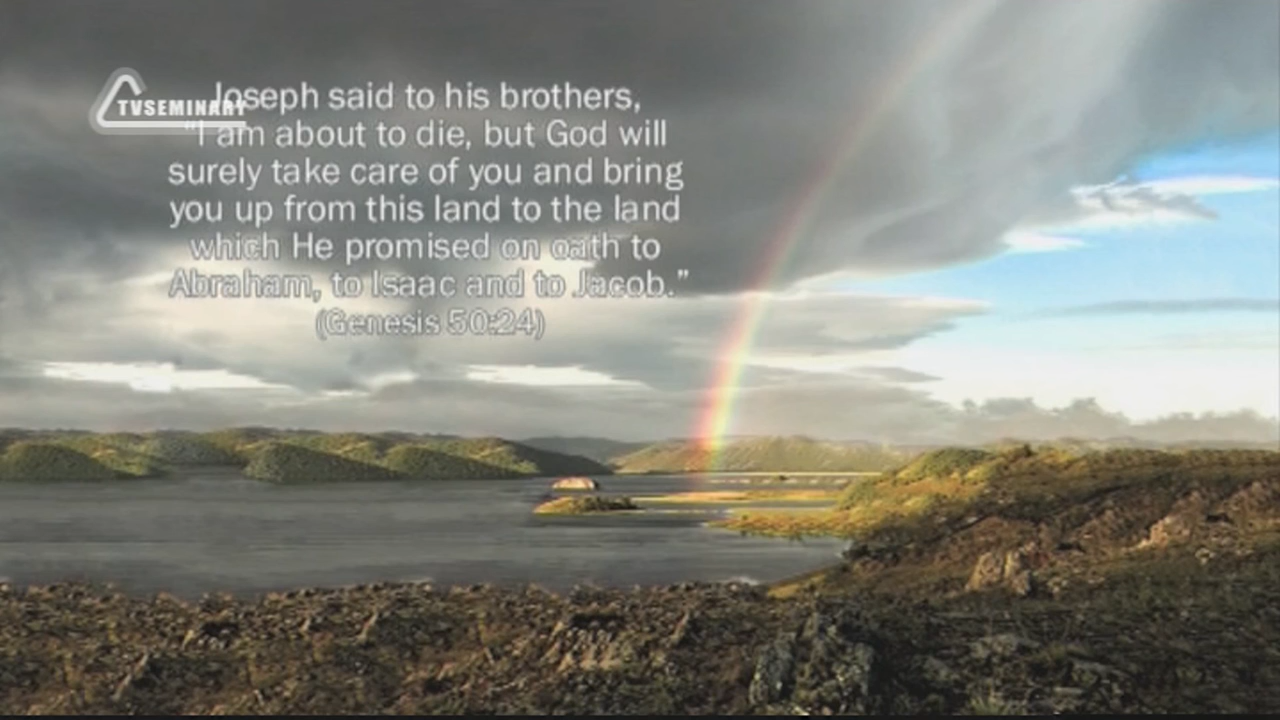 TVSEMINARY
Joseph said to his brothers,
"I am about to die, but God will
surely take care of you and bring
you up from this land to the land
which He promised on oath to
Abraham, to Isaac and to Jacob."
(Genesis 50:24)